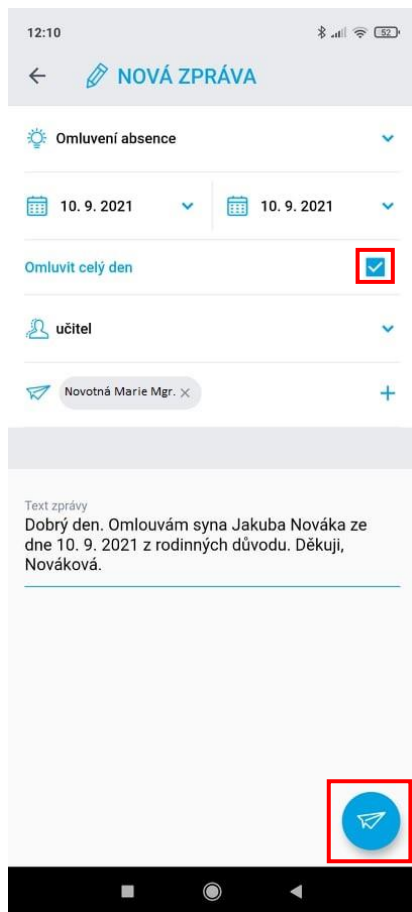 12:10
52
NOVÁ ZPRÁVA
Omluvení absence
10. 9. 2021
10. 9. 2021
Omluvit celý den
učitel
Novotná Marie Mgr. ×
Text zprávy
Dobrý den. Omlouvám syna Jakuba Nováka ze
dne 10. 9. 2021 z rodinných důvodu. Děkuji,
Nováková.